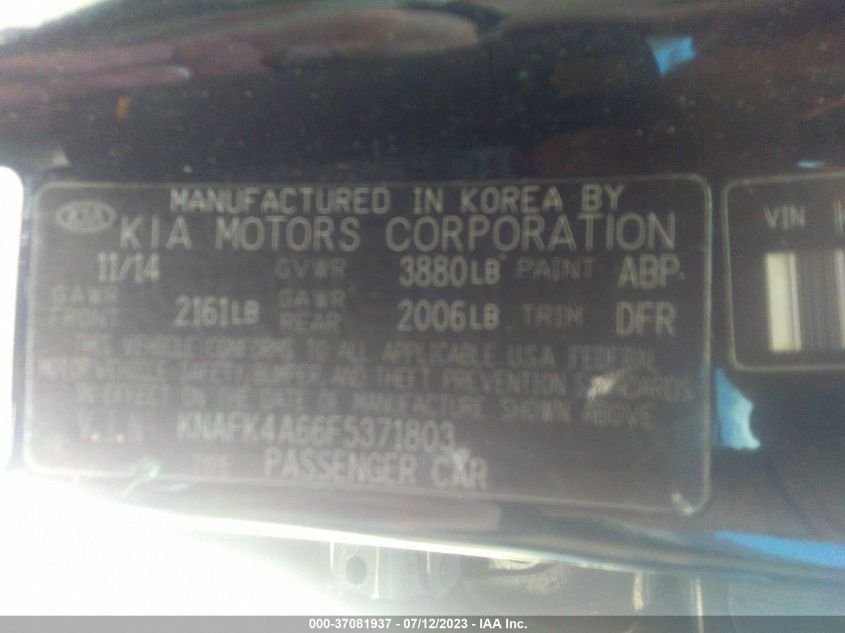 MANUFACTURED IN KOREA BY
KIA KIA MOTORS CORPORATION
11/14 GVWR 3880LB PAINT ABP
GAWR FRONT 2161LB GAWR REAR 2006LB TRIM DFR
THIS VEHICLE CONFORMS TO ALL APPLICABLE U.S.A. FEDERAL
MOTOR VEHICLE SAFETY, BUMPER, AND THEFT PREVENTION STANDARDS
IN EFFECT ON THE DATE OF MANUFACTURE SHOWN ABOVE
V.I.N KNAFK4A66F5371803
PASSENGER CAR
VIN
000-37081937 - 07/12/2023 - IAA Inc.